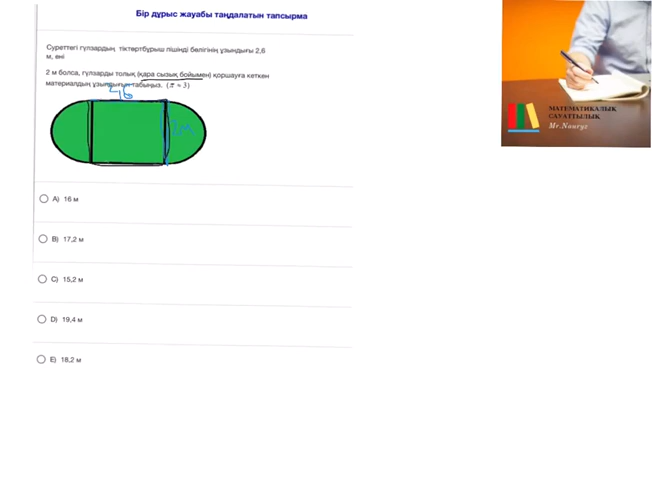 Бір дұрыс жауабы таңдалатын тапсырма
Суреттегі гүлзардың тіктөртбұрыш пішінді бөлігінің ұзындығы 2,6
м, ені
2 м болса, гүлзарды толық (қара сызық бойымен) қоршауға кеткен
материалдың ұзындығын табыңыз. (π ≈ 3)
2м
A) 16 м
B) 17,2 м
C) 15,2 м
D) 19,4 м
E) 18,2 м
МАТЕМАТИКАЛЫҚ
САУАТТЫЛЫҚ
Mr.Nauryz